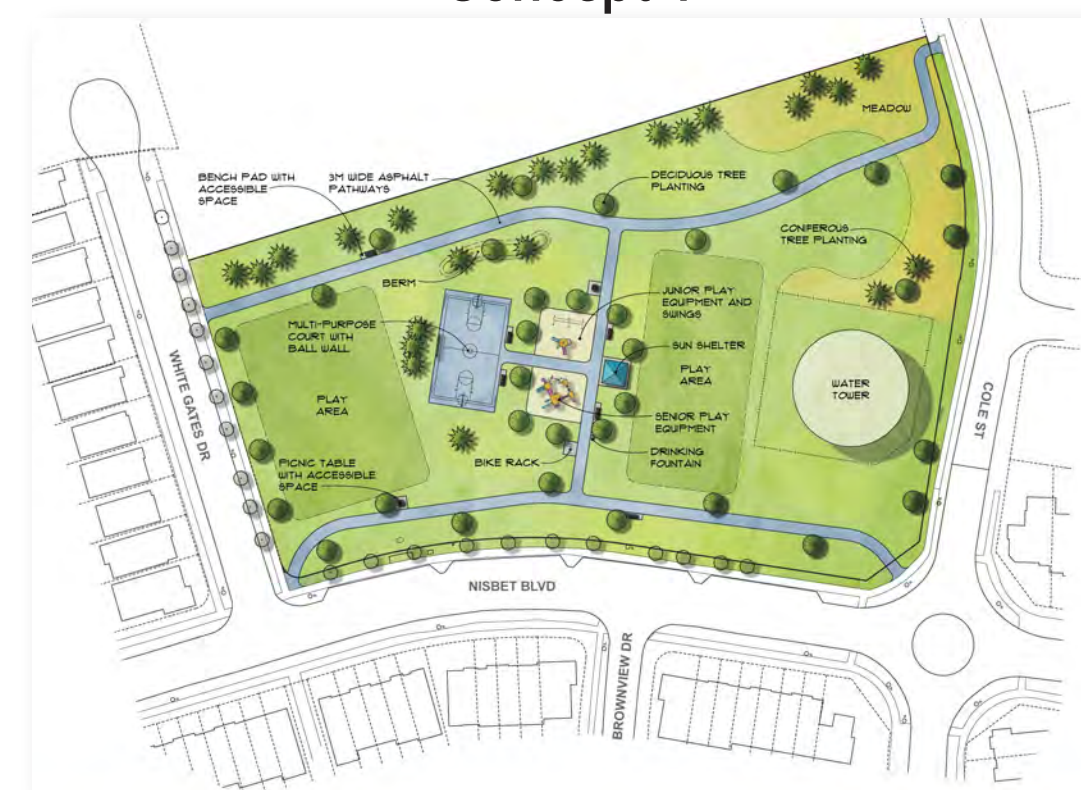 MEADOW
BENCH PAD WITH
ACCESSIBLE
SPACE
3M WIDE ASPHALT
PATHWAYS
DECIDUOUS TREE
PLANTING
CONIFEROUS
TREE PLANTING
BERM
JUNIOR PLAY
EQUIPMENT AND
SWINGS
MULTI-PURPOSE
COURT WITH
BALL WALL
SUN SHELTER
PLAY
AREA
WATER
TOWER
PLAY
AREA
SENIOR PLAY
EQUIPMENT
DRINKING
FOUNTAIN
BIKE RACK
PICNIC TABLE
WITH ACCESSIBLE
SPACE
WHITE GATES DR
COLE ST
NISBET BLVD
BROWNVIEW DR